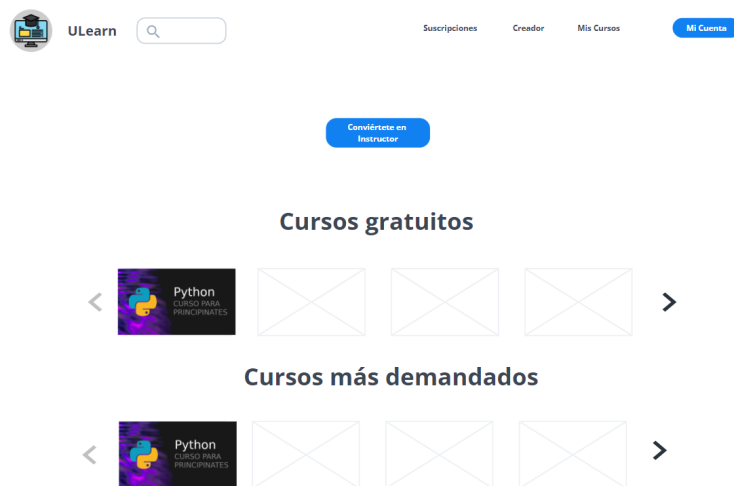 ULearn
Suscripciones
Creador
Mis Cursos
Mi Cuenta
Conviértete en
Instructor
Cursos gratuitos
Python
CURSO PARA
PRINCIPINATES
Cursos más demandados
Python
CURSO PARA
PRINCIPINATES